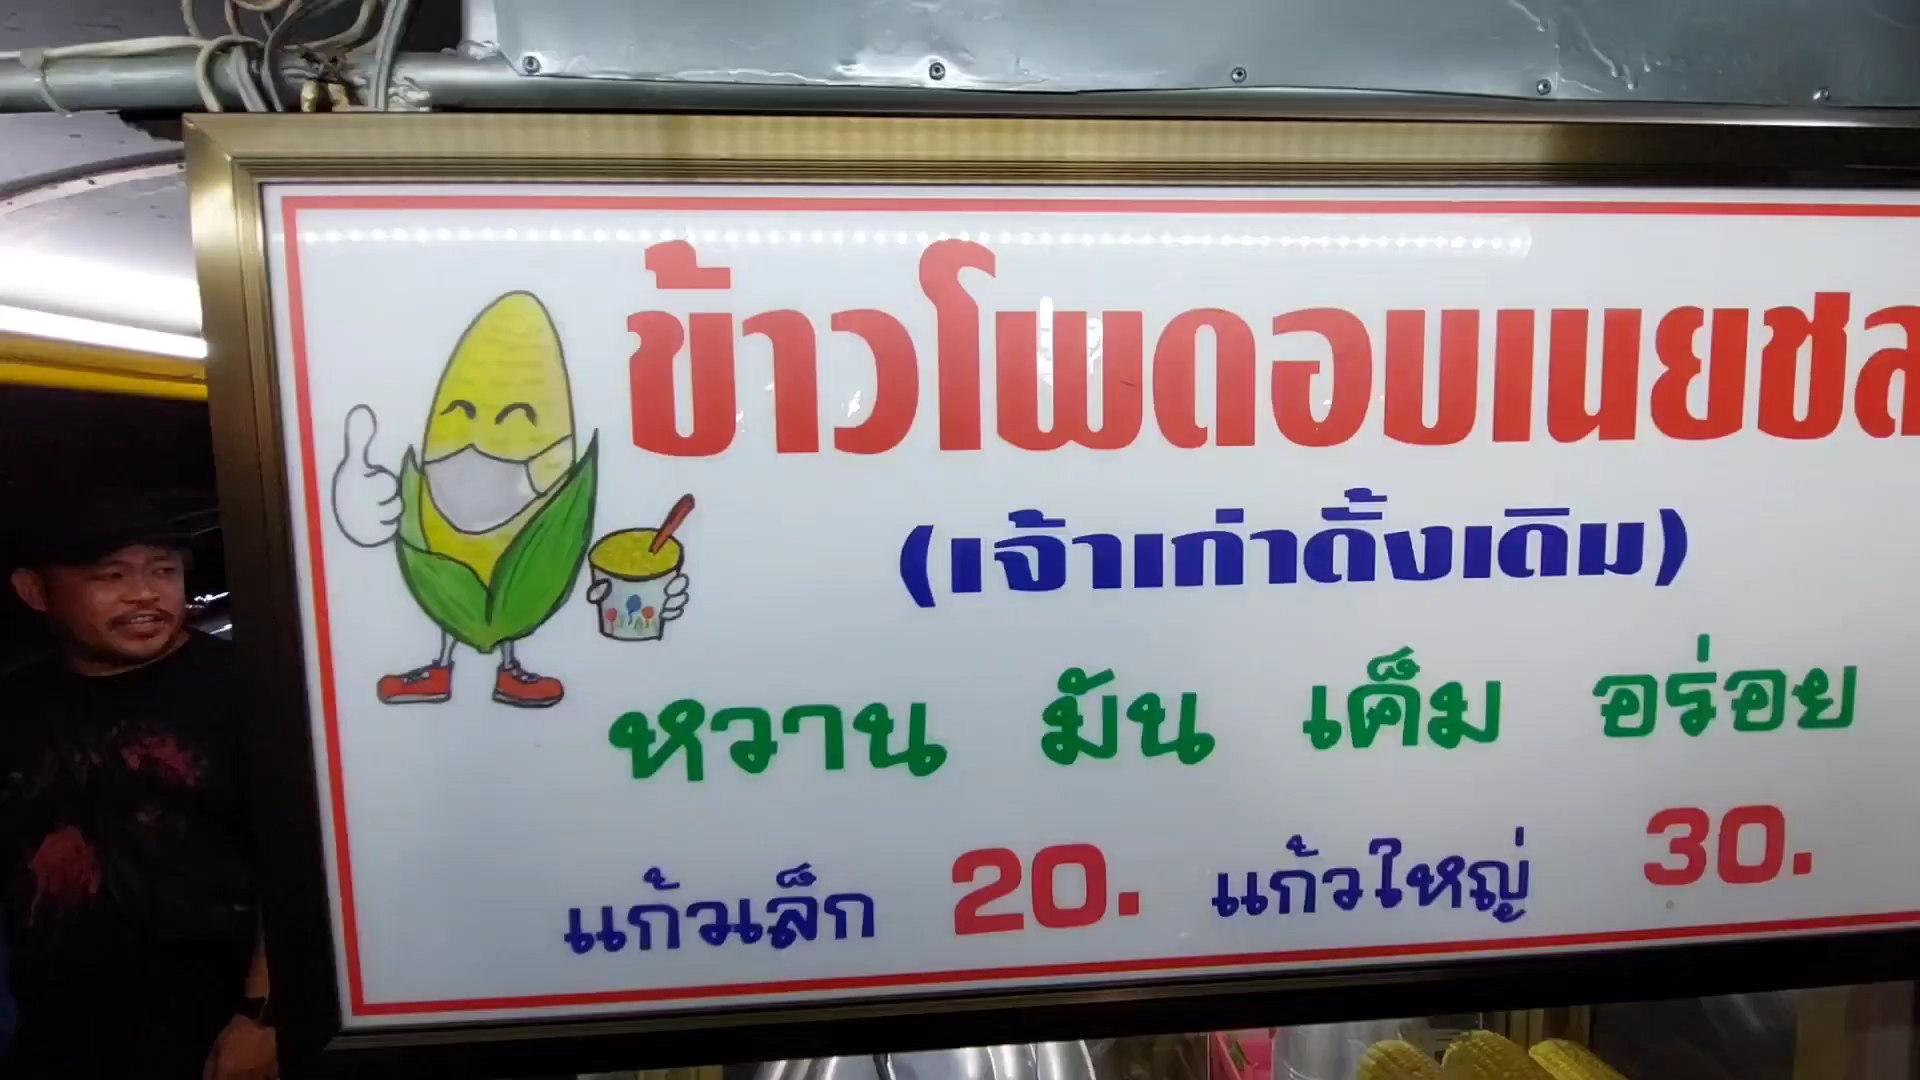 ข้าวโพดอบเนยชล
(เจ้าเก่าดั้งเดิม)
หวาน มัน เค็ม อร่อย
แก้วเล็ก 20. แก้วใหญ่ 30.